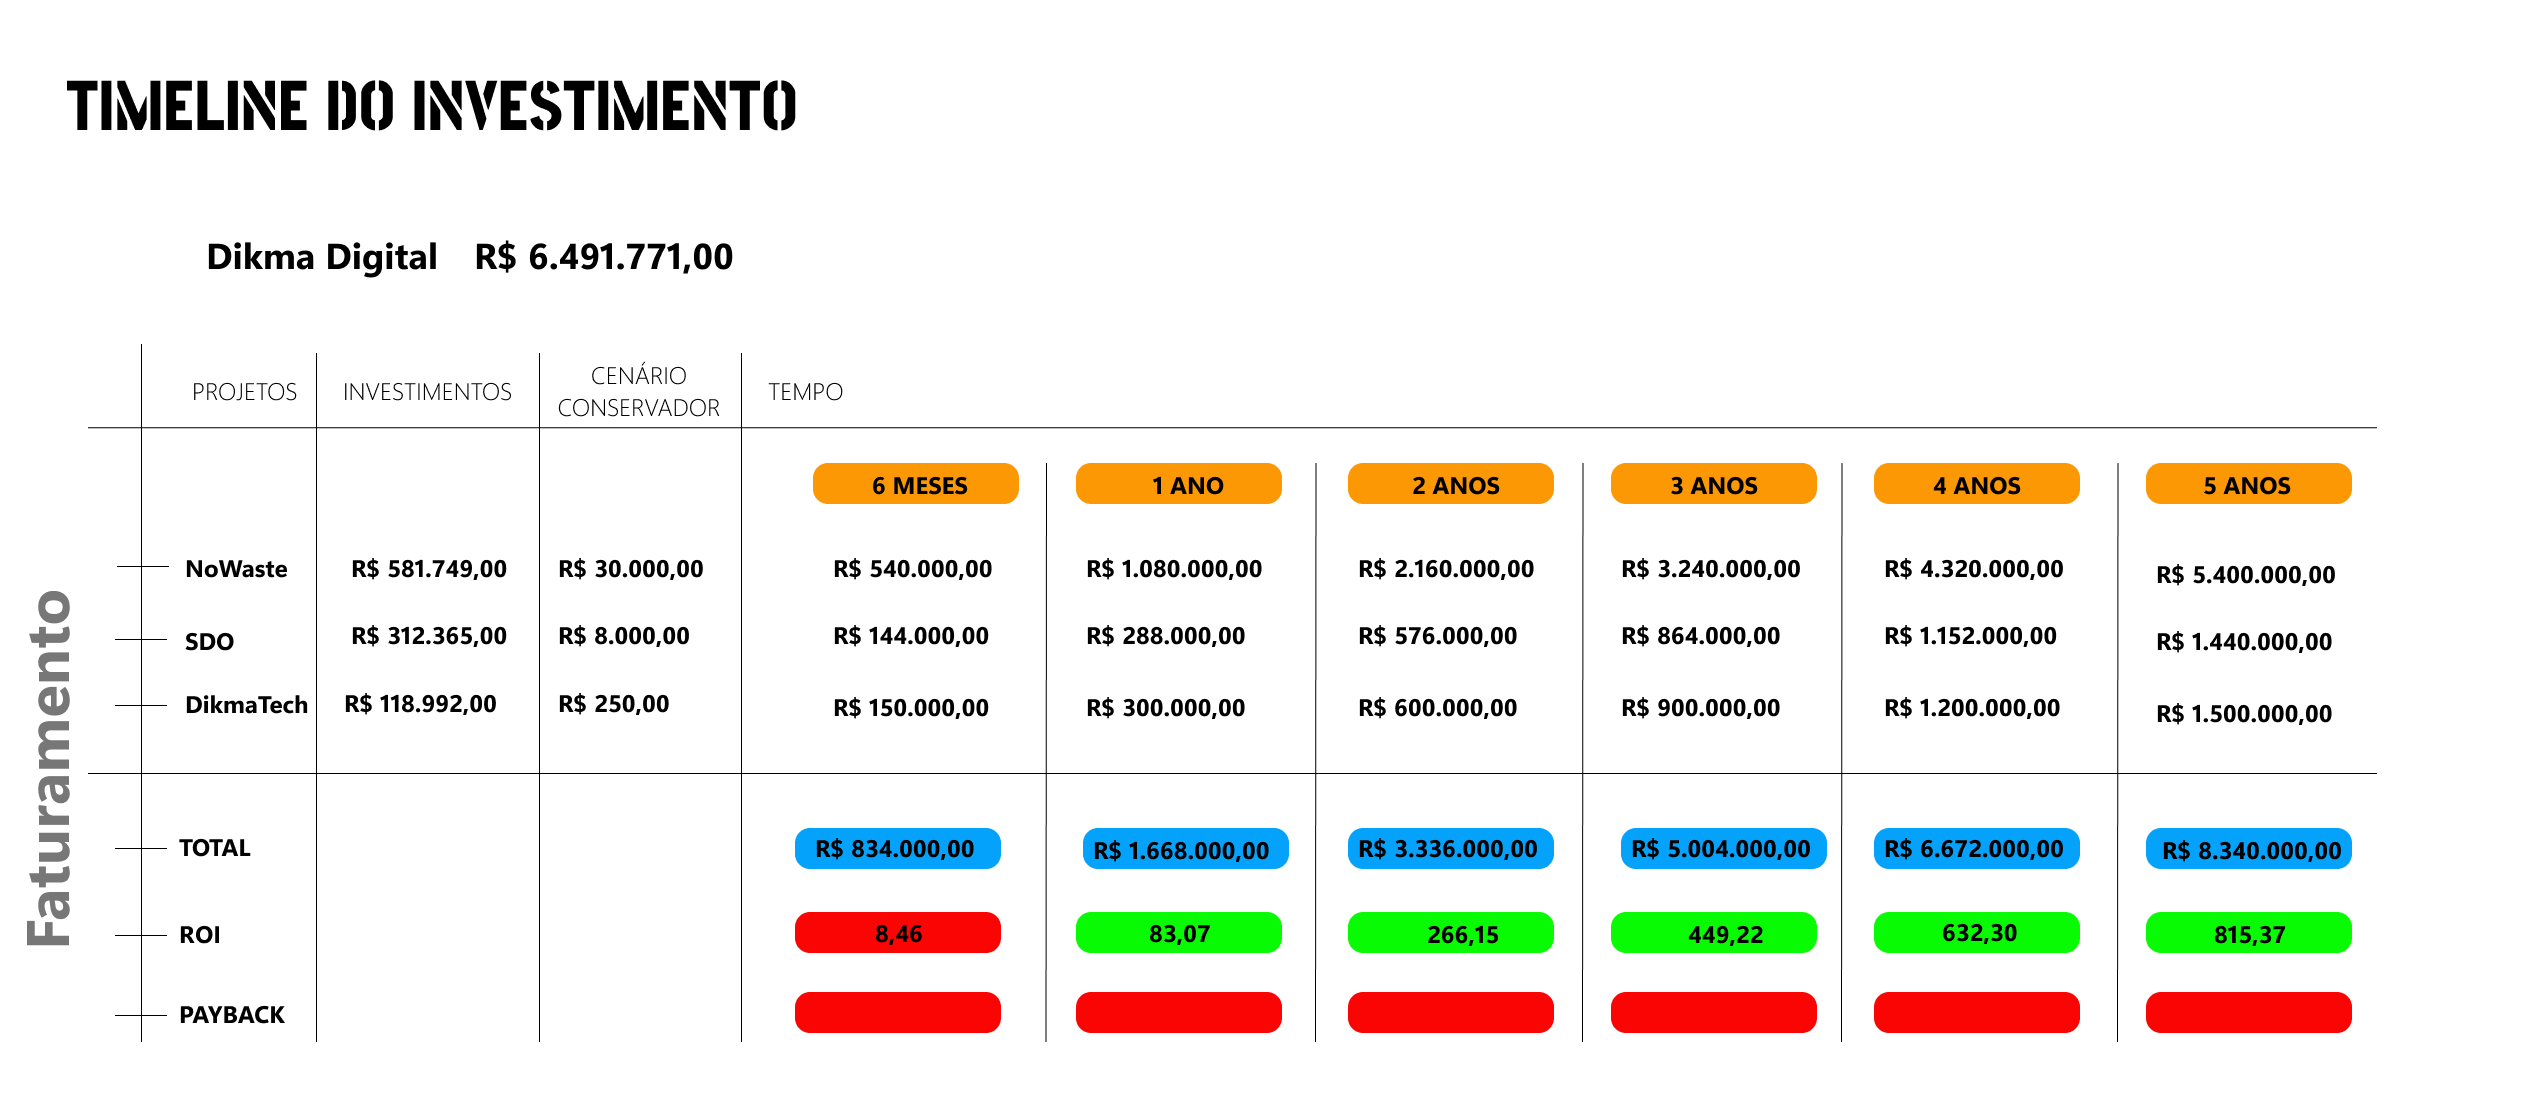 TIMELINE DO INVESTIMENTO
Dikma Digital R$ 6.491.771,00
PROJETOS INVESTIMENTOS CENÁRIO CONSERVADOR TEMPO
6 MESES 1 ANO 2 ANOS 3 ANOS 4 ANOS 5 ANOS
Faturamento
NoWaste R$ 581.749,00 R$ 30.000,00 R$ 540.000,00 R$ 1.080.000,00 R$ 2.160.000,00 R$ 3.240.000,00 R$ 4.320.000,00 R$ 5.400.000,00
SDO R$ 312.365,00 R$ 8.000,00 R$ 144.000,00 R$ 288.000,00 R$ 576.000,00 R$ 864.000,00 R$ 1.152.000,00 R$ 1.440.000,00
DikmaTech R$ 118.992,00 R$ 250,00 R$ 150.000,00 R$ 300.000,00 R$ 600.000,00 R$ 900.000,00 R$ 1.200.000,00 R$ 1.500.000,00
TOTAL R$ 834.000,00 R$ 1.668.000,00 R$ 3.336.000,00 R$ 5.004.000,00 R$ 6.672.000,00 R$ 8.340.000,00
ROI 8,46 83,07 266,15 449,22 632,30 815,37
PAYBACK